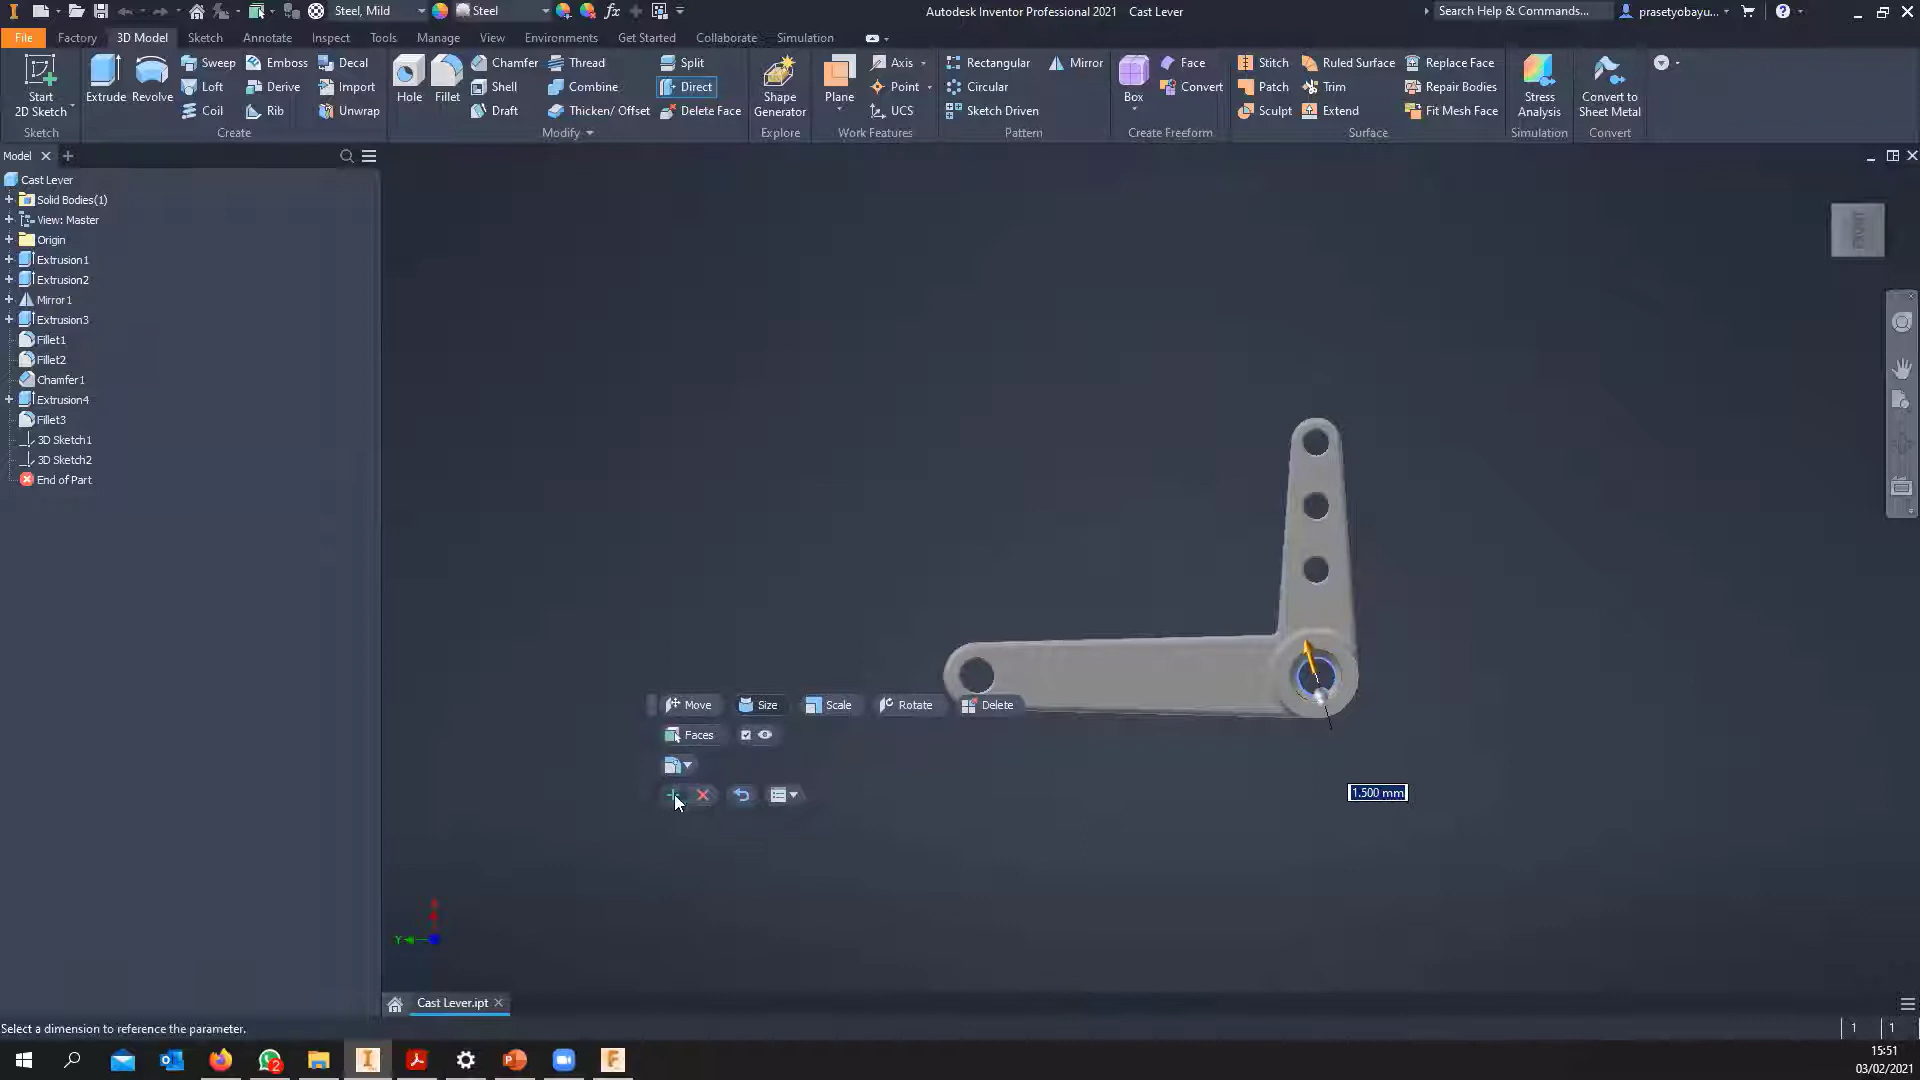 Steel, Mild Steel Autodesk Inventor Professional 2021 Cast Lever Search Help & Commands... prasetyobayu...
File Factory 3D Model Sketch Annotate Inspect Tools Manage View Environments Get Started Collaborate Simulation
Start
2D Sketch
Sketch
Extrude Revolve
Sweep Emboss Decal
Loft Derive Import
Coil Rib Unwrap
Create
Hole Fillet
Chamfer Thread Split
Shell Combine Direct
Draft Thicken/ Offset Delete Face
Modify
Shape
Generator
Explore
Plane
Axis
Point
UCS
Work Features
Rectangular Mirror
Circular
Sketch Driven
Pattern
Box
Face
Convert
Create Freeform
Stitch Ruled Surface Replace Face
Patch Trim Repair Bodies
Sculpt Extend Fit Mesh Face
Surface
Stress
Analysis
Simulation
Convert to
Sheet Metal
Convert
Model
Cast Lever
Solid Bodies(1)
View: Master
Origin
Extrusion1
Extrusion2
Mirror1
Extrusion3
Fillet1
Fillet2
Chamfer1
Extrusion4
Fillet3
3D Sketch1
3D Sketch2
End of Part
Move Size Scale Rotate Delete
Faces
1.500 mm
Y
Cast Lever.ipt
Select a dimension to reference the parameter.
1 1
2
15:51
03/02/2021